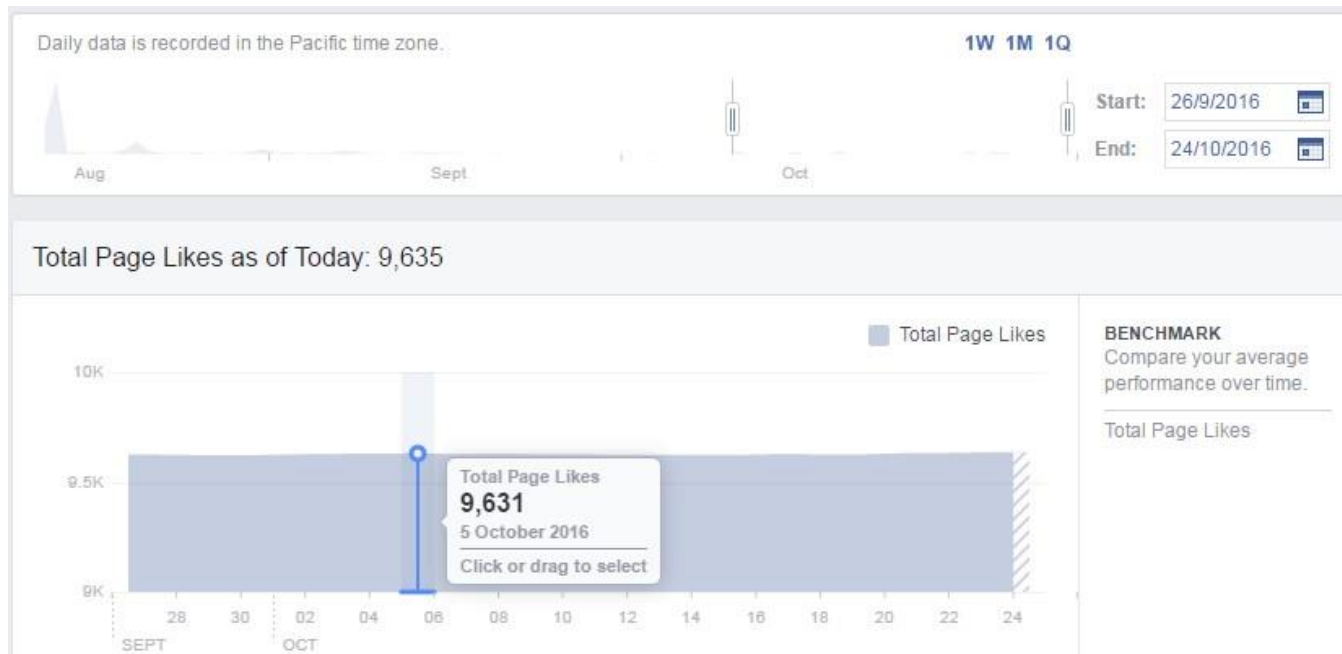 Daily data is recorded in the Pacific time zone.
1W 1M 1Q
Start: 26/9/2016
End: 24/10/2016
Aug Sept Oct
Total Page Likes as of Today: 9,635
Total Page Likes
BENCHMARK
Compare your average
performance over time.
Total Page Likes
10K
9.5K
9K
Total Page Likes
9,631
5 October 2016
Click or drag to select
28 30 02 04 06 08 10 12 14 16 18 20 22 24
SEPT OCT